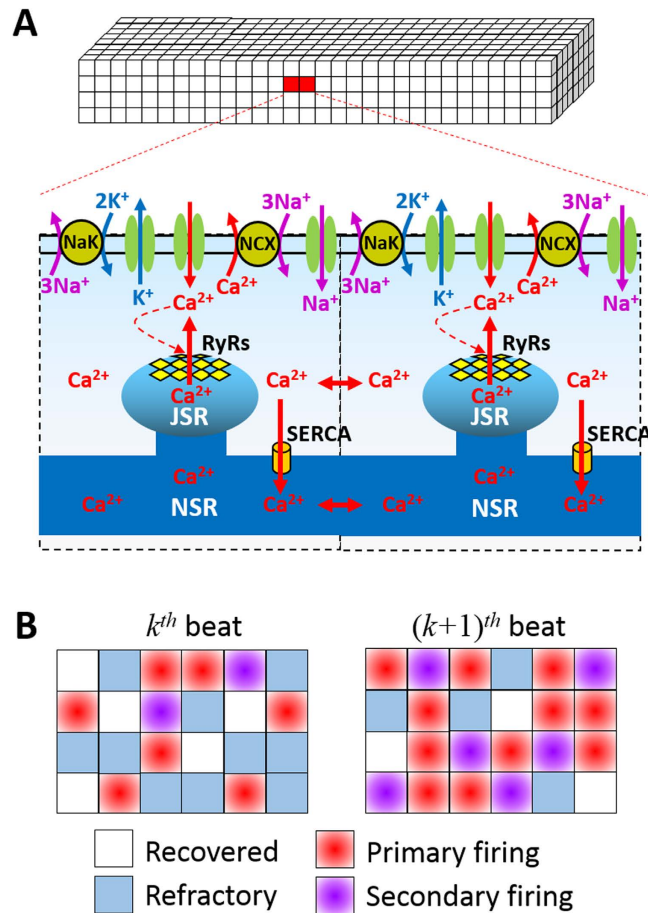 A
2K⁺ 3Na⁺ 2K⁺ 3Na⁺
NaK NCX NaK NCX
3Na⁺ K⁺ Ca²⁺ Ca²⁺ Na⁺ 3Na⁺ K⁺ Ca²⁺ Ca²⁺ Na⁺
RyRs RyRs
Ca²⁺ Ca²⁺ Ca²⁺ Ca²⁺ Ca²⁺ Ca²⁺
JSR JSR
SERCA SERCA
Ca²⁺ Ca²⁺
Ca²⁺ NSR Ca²⁺ Ca²⁺ NSR Ca²⁺
B
kᵗʰ beat (k+1)ᵗʰ beat
Recovered Primary firing
Refractory Secondary firing